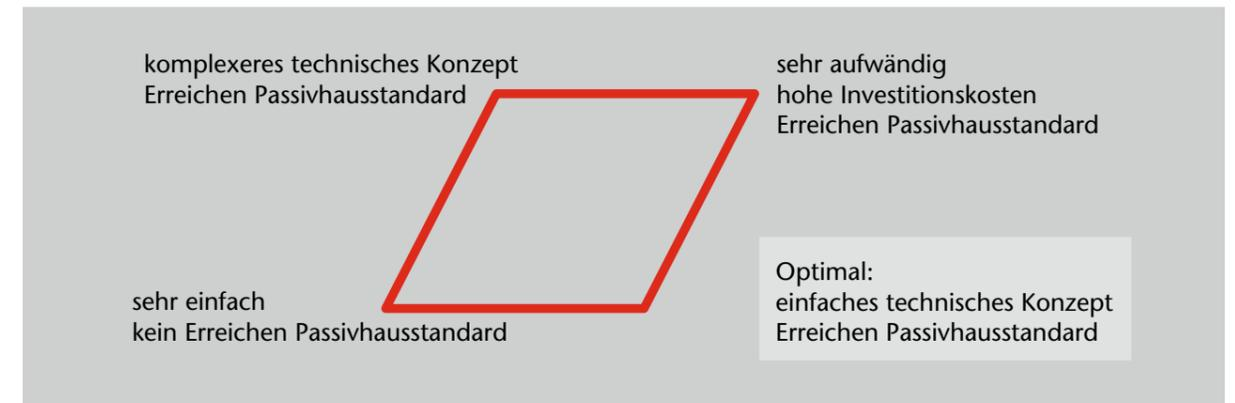 komplexeres technisches Konzept
Erreichen Passivhausstandard
sehr aufwändig
hohe Investitionskosten
Erreichen Passivhausstandard
sehr einfach
kein Erreichen Passivhausstandard
Optimal:
einfaches technisches Konzept
Erreichen Passivhausstandard